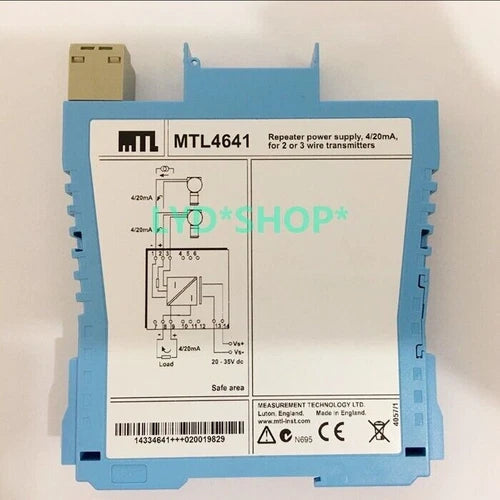 MTL
MTL4641
Repeater power supply, 4/20mA,
for 2 or 3 wire transmitters
4/20mA
LYD*SHOP*
4/20mA
1 2 3 4 5 6
7 8 9 10 11 12 13 14
Vs+
4/20mA
Vs-
Load
20 - 35V dc
Safe area
MEASUREMENT TECHNOLOGY LTD.
Luton, England. Made in England.
www.mtl-inst.com
CE
N695
4057/1
14334641+++020019829